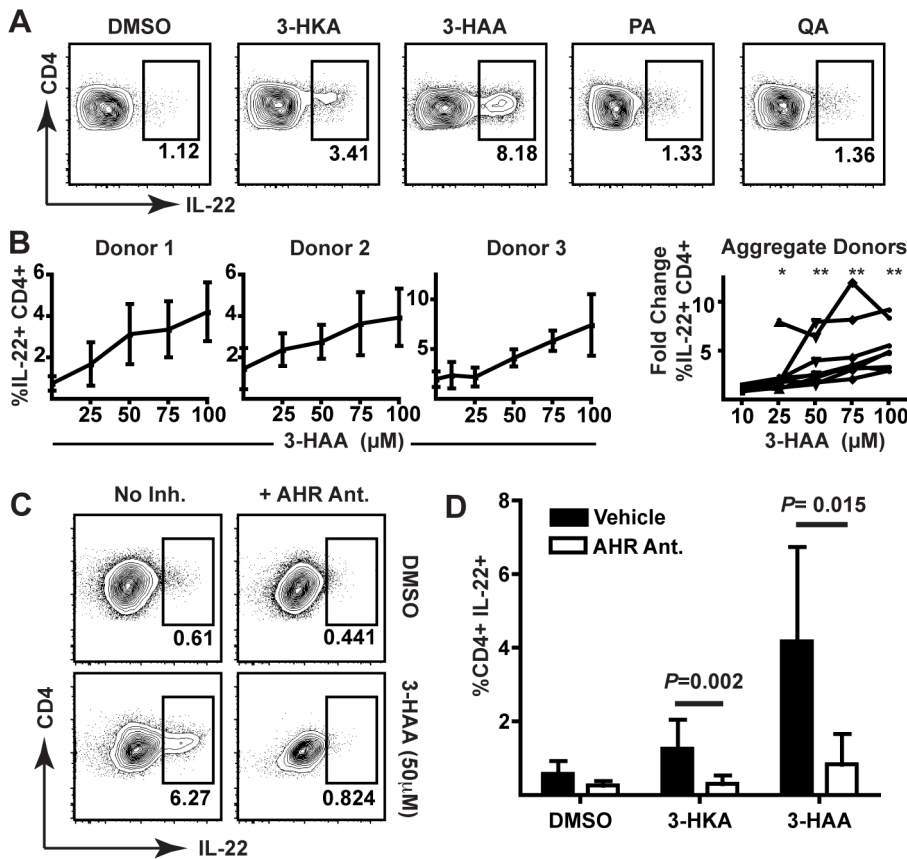 A
DMSO 3-HKA 3-HAA PA QA
CD4
1.12 3.41 8.18 1.33 1.36
IL-22
B
Donor 1 Donor 2 Donor 3 Aggregate Donors
* ** ** **
%IL-22+ CD4+
6 6 10
4 4
2 2 5
25 50 75 100 25 50 75 100 25 50 75 100
3-HAA (μM)
Fold Change
%IL-22+ CD4+
10
5
10 25 50 75 100
3-HAA (μM)
C
No Inh. + AHR Ant.
DMSO
0.61 0.441
3-HAA (50μM)
CD4
6.27 0.824
IL-22
D
%CD4+ IL-22+
8
6
4
2
Vehicle
AHR Ant.
P= 0.015
P=0.002
DMSO 3-HKA 3-HAA